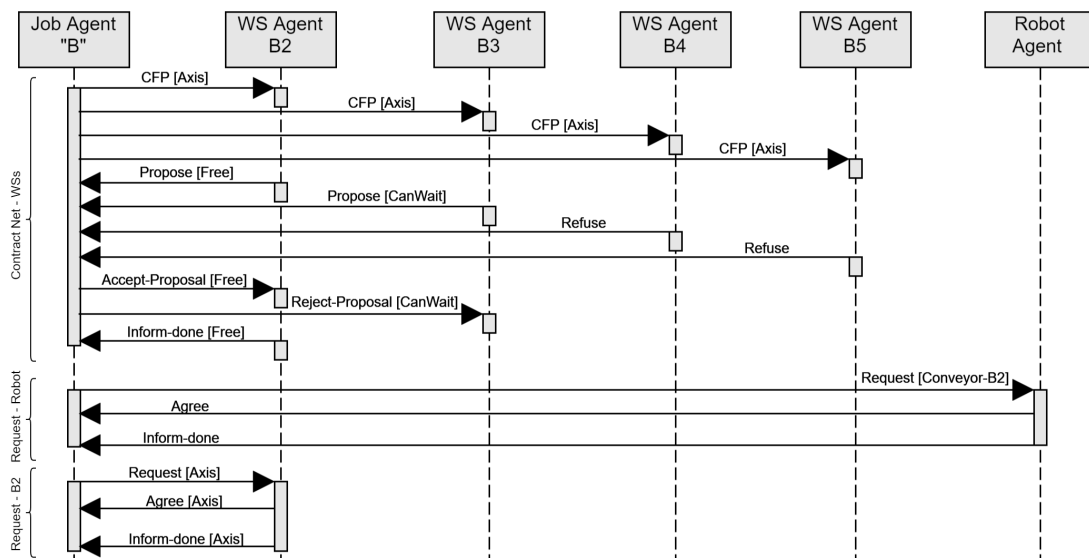 Job Agent
"B"
WS Agent
B2
WS Agent
B3
WS Agent
B4
WS Agent
B5
Robot
Agent
Contract Net - WSs
CFP [Axis]
CFP [Axis]
CFP [Axis]
CFP [Axis]
Propose [Free]
Propose [CanWait]
Refuse
Refuse
Accept-Proposal [Free]
Reject-Proposal [CanWait]
Inform-done [Free]
Request - Robot
Request [Conveyor-B2]
Agree
Inform-done
Request - B2
Request [Axis]
Agree [Axis]
Inform-done [Axis]